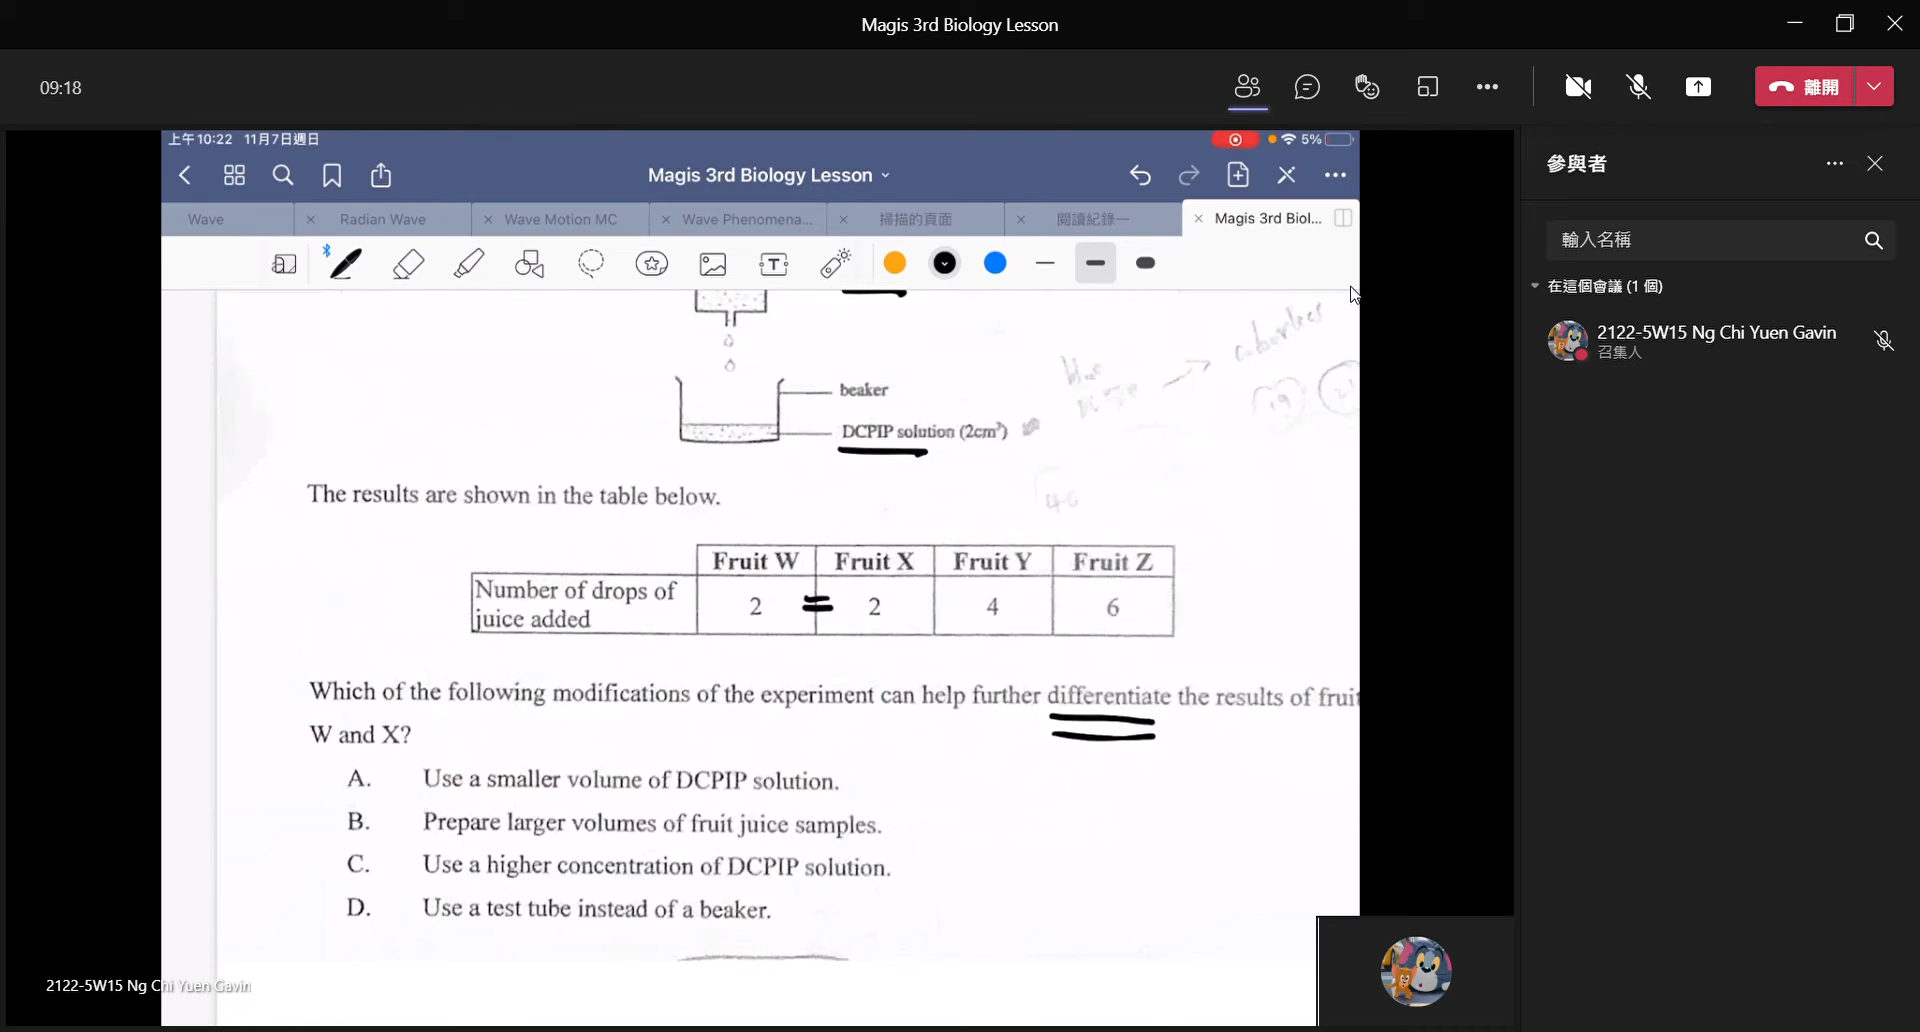 Magis 3rd Biology Lesson
09:18
離開
上午10:22 11月7日週日
5%
Magis 3rd Biology Lesson
Wave
Radian Wave
Wave Motion MC
Wave Phenomena...
掃描的頁面
閱讀紀錄一
Magis 3rd Biol...
beaker
DCPIP solution (2cm³)
19
40
The results are shown in the table below.
Fruit W Fruit X Fruit Y Fruit Z
Number of drops of
juice added
2 = 2 4 6
Which of the following modifications of the experiment can help further differentiate the results of fruit
W and X?
A. Use a smaller volume of DCPIP solution.
B. Prepare larger volumes of fruit juice samples.
C. Use a higher concentration of DCPIP solution.
D. Use a test tube instead of a beaker.
2122-5W15 Ng Chi Yuen Gavin
參與者
輸入名稱
在這個會議 (1 個)
2122-5W15 Ng Chi Yuen Gavin
召集人